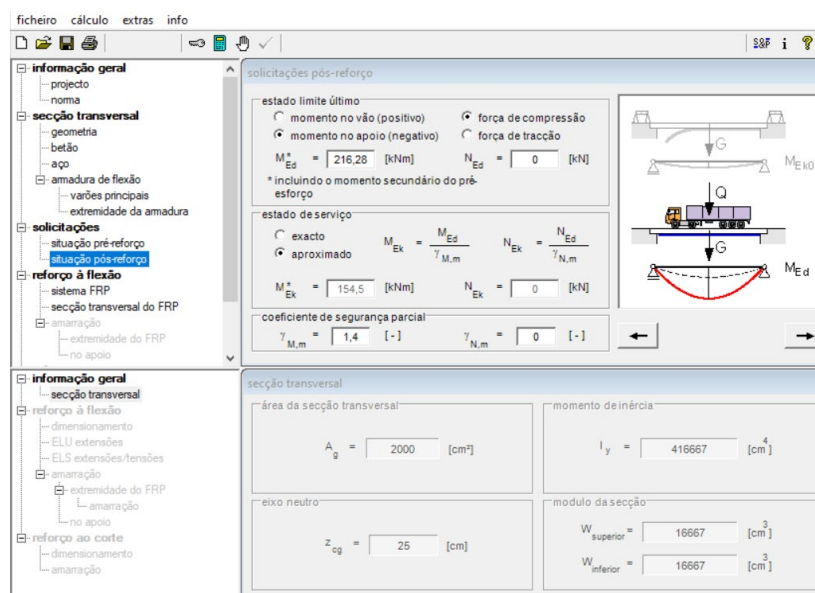 ficheiro cálculo extras info
S&P i ?
informação geral
projecto
norma
secção transversal
geometria
betão
aço
armadura de flexão
varões principais
extremidade da armadura
solicitações
situação pré-reforço
situação pós-reforço
reforço à flexão
sistema FRP
secção transversal do FRP
amarração
extremidade do FRP
no apoio
solicitações pós-reforço
estado limite último
momento no vão (positivo) força de compressão
momento no apoio (negativo) força de tracção
M*Ed = 216,28 [kNm] NEd = 0 [kN]
* incluindo o momento secundário do pré-
esforço
estado de serviço
exacto
aproximado
MEk = MEd / γM,m NEk = NEd / γN,m
M*Ek = 154,5 [kNm] NEk = 0 [kN]
coeficiente de segurança parcial
γM,m = 1,4 [-] γN,m = 0 [-]
G
MEk0
Q
G
MEd
informação geral
secção transversal
reforço à flexão
dimensionamento
ELU extensões
ELS extensões/tensões
amarração
extremidade do FRP
amarração
no apoio
reforço ao corte
dimensionamento
amarração
secção transversal
área da secção transversal
Ag = 2000 [cm²]
momento de inércia
Iy = 416667 [cm4]
eixo neutro
zcg = 25 [cm]
modulo da secção
Wsuperior = 16667 [cm3]
Winferior = 16667 [cm3]